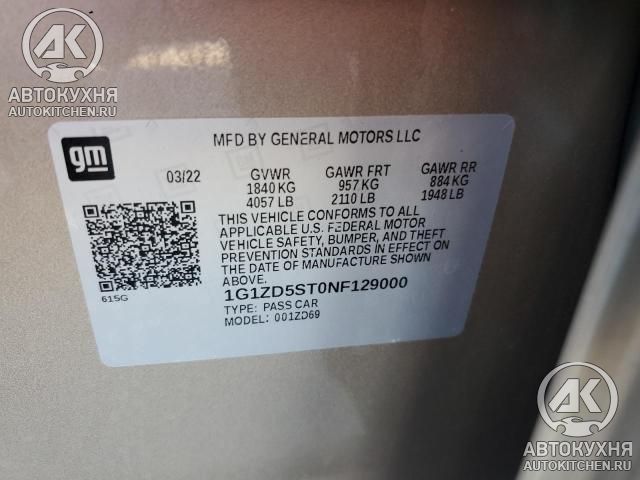 AK
АВТОКУХНЯ
AUTOKITCHEN.RU
gm
MFD BY GENERAL MOTORS LLC
03/22 GVWR GAWR FRT GAWR RR
1840 KG 957 KG 884 KG
4057 LB 2110 LB 1948 LB
THIS VEHICLE CONFORMS TO ALL
APPLICABLE U.S. FEDERAL MOTOR
VEHICLE SAFETY, BUMPER, AND THEFT
PREVENTION STANDARDS IN EFFECT ON
THE DATE OF MANUFACTURE SHOWN
ABOVE.
615G
1G1ZD5ST0NF129000
TYPE: PASS CAR
MODEL: 001ZD69
AK
АВТОКУХНЯ
AUTOKITCHEN.RU